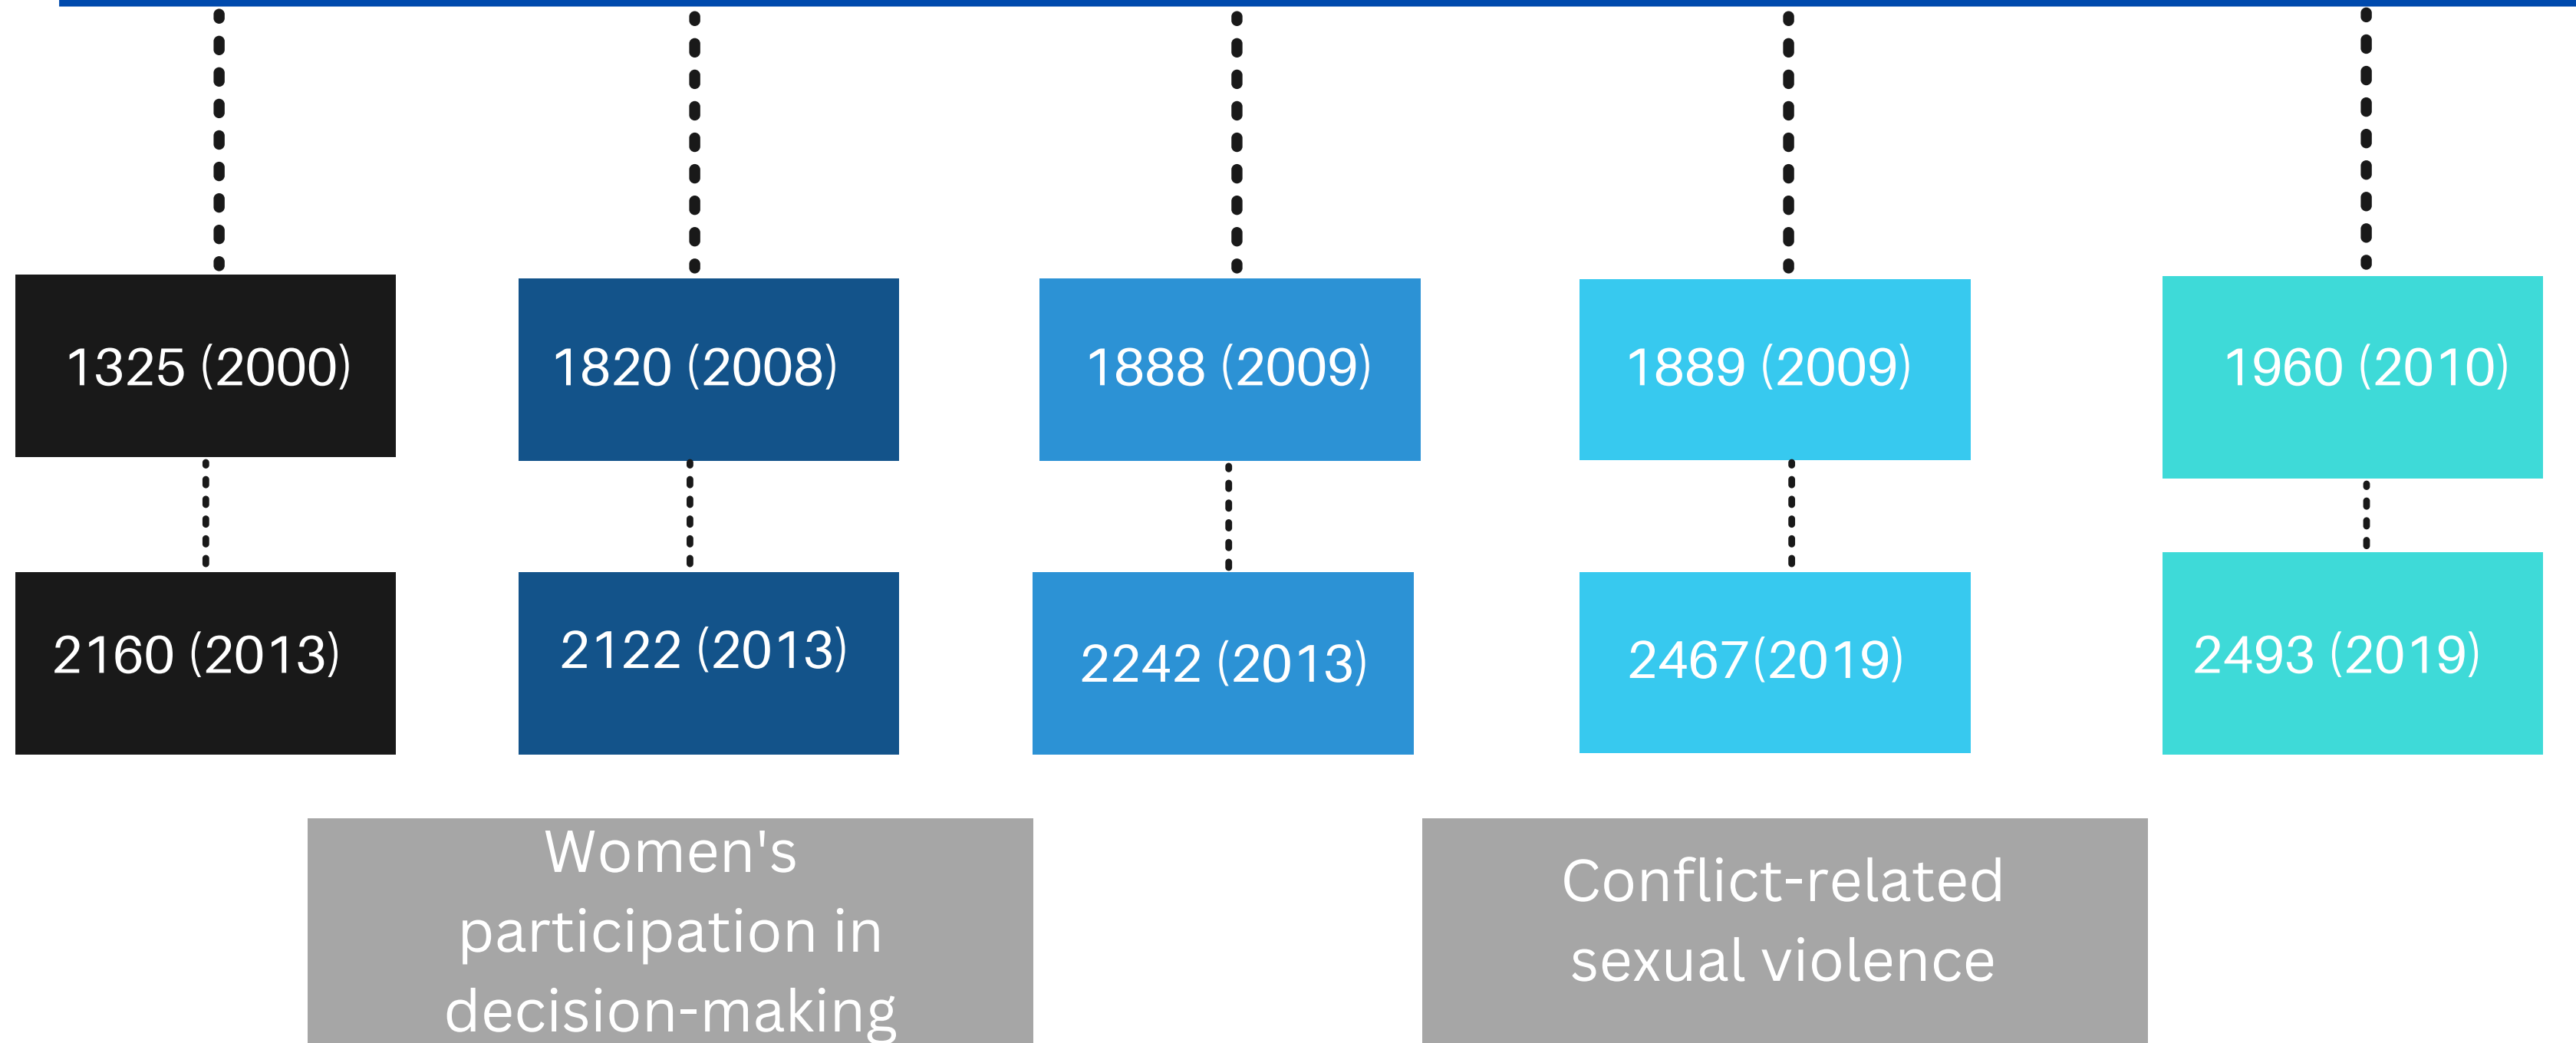 1325 (2000)
1820 (2008)
1888 (2009)
1889 (2009)
1960 (2010)
2160 (2013)
2122 (2013)
2242 (2013)
2467(2019)
2493 (2019)
Women's
participation in
decision-making
Conflict-related
sexual violence